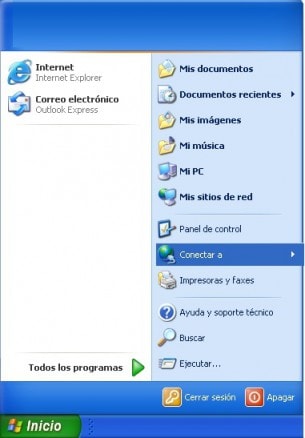 Internet
Internet Explorer
Correo electrónico
Outlook Express
Todos los programas
Mis documentos
Documentos recientes
Mis imágenes
Mi música
Mi PC
Mis sitios de red
Panel de control
Conectar a
Impresoras y faxes
Ayuda y soporte técnico
Buscar
Ejecutar...
Cerrar sesión
Apagar
Inicio